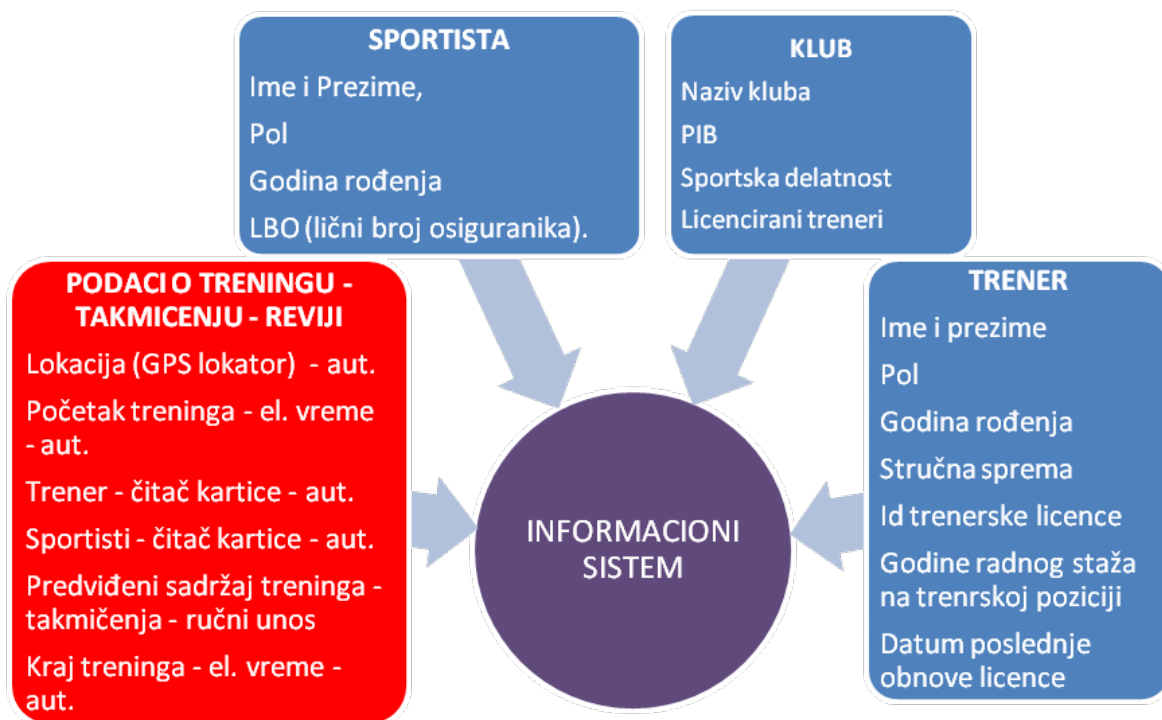 SPORTISTA
Ime i Prezime,
Pol
Godina rođenja
LBO (lični broj osiguranika).
KLUB
Naziv kluba
PIB
Sportska delatnost
Licencirani treneri
PODACI O TRENINGU -
TAKMICENJU - REVIJI
Lokacija (GPS lokator) - aut.
Početak treninga - el. vreme
- aut.
Trener - čitač kartice - aut.
Sportisti - čitač kartice - aut.
Predviđeni sadržaj treninga -
takmičenja - ručni unos
Kraj treninga - el. vreme -
aut.
TRENER
Ime i prezime
Pol
Godina rođenja
Stručna sprema
Id trenerske licence
Godine radnog staža
na trenrskoj poziciji
Datum poslednje
obnove licence
INFORMACIONI
SISTEM